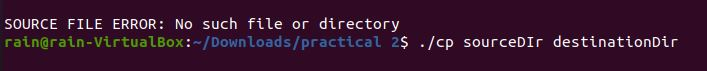 SOURCE FILE ERROR: No such file or directory
rain@rain-VirtualBox:~/Downloads/practical 2$ ./cp sourceDIr destinationDir